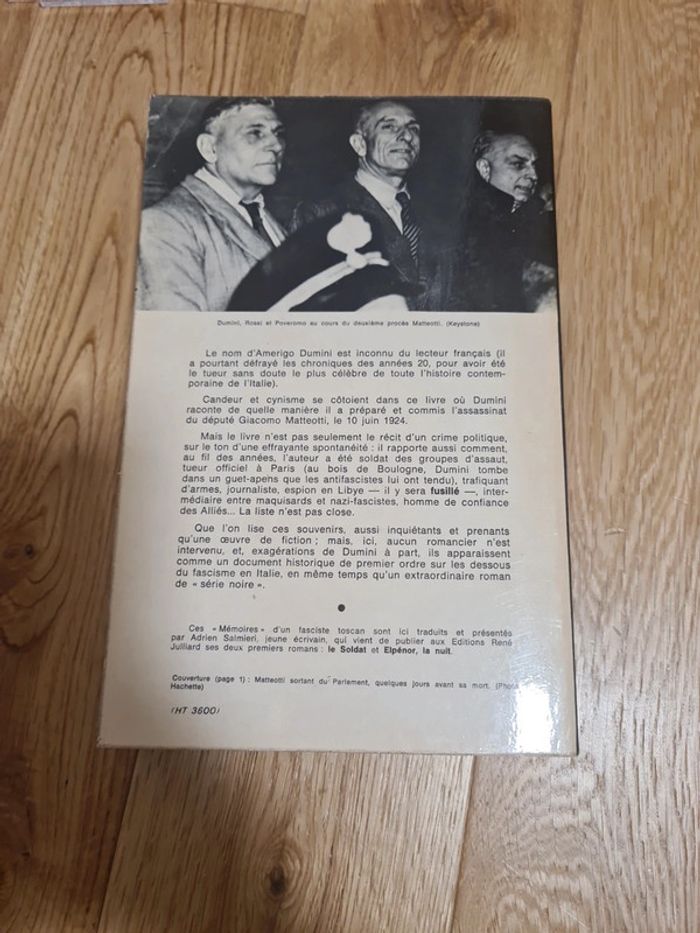 Dumini, Rossi et Poveromo au cours du deuxième procès Matteotti. (Keystone)
Le nom d'Amerigo Dumini est inconnu du lecteur français (il
a pourtant défrayé les chroniques des années 20, pour avoir été
le tueur sans doute le plus célèbre de toute l'histoire contem-
poraine de l'Italie).
Candeur et cynisme se côtoient dans ce livre où Dumini
raconte de quelle manière il a préparé et commis l'assassinat
du député Giacomo Matteotti, le 10 juin 1924.
Mais le livre n'est pas seulement le récit d'un crime politique,
sur le ton d'une effrayante spontanéité : il rapporte aussi comment,
au fil des années, l'auteur a été soldat des groupes d'assaut,
tueur officiel à Paris (au bois de Boulogne, Dumini tombe
dans un guet-apens que les antifascistes lui ont tendu), trafiquant
d'armes, journaliste, espion en Libye — il y sera fusillé —, inter-
médiaire entre maquisards et nazi-fascistes, homme de confiance
des Alliés... La liste n'est pas close.
Que l'on lise ces souvenirs, aussi inquiétants et prenants
qu'une œuvre de fiction ; mais, ici, aucun romancier n'est
intervenu, et, exagérations de Dumini à part, ils apparaissent
comme un document historique de premier ordre sur les dessous
du fascisme en Italie, en même temps qu'un extraordinaire roman
de « série noire ».
Ces « Mémoires » d'un fasciste toscan sont ici traduits et présentés
par Adrien Salmieri, jeune écrivain, qui vient de publier aux Editions René
Julliard ses deux premiers romans : le Soldat et Elpénor, la nuit.
Couverture (page 1) : Matteotti sortant du Parlement, quelques jours avant sa mort. (Photo
Hachette)
(HT 3600)